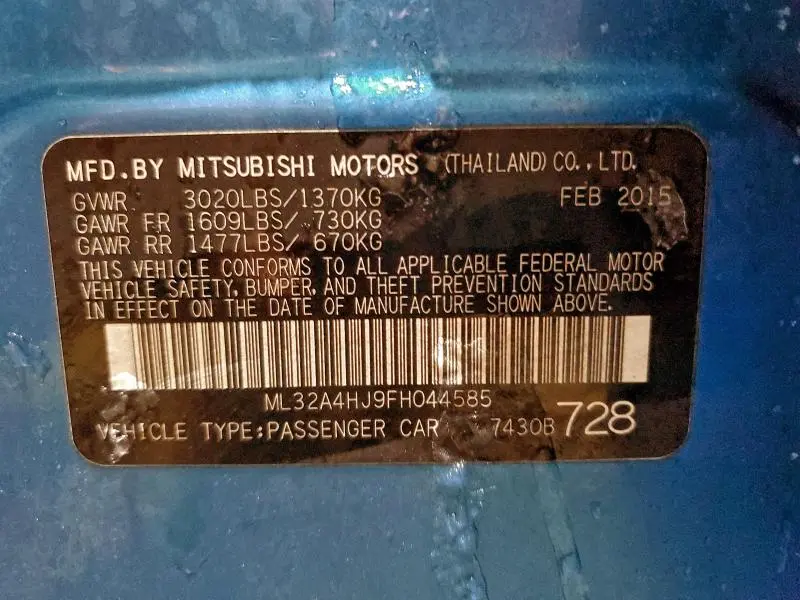 MFD.BY MITSUBISHI MOTORS (THAILAND) CO., LTD.
GVWR 3020LBS/1370KG FEB 2015
GAWR FR 1609LBS/ 730KG
GAWR RR 1477LBS/ 670KG
THIS VEHICLE CONFORMS TO ALL APPLICABLE FEDERAL MOTOR
VEHICLE SAFETY, BUMPER, AND THEFT PREVENTION STANDARDS
IN EFFECT ON THE DATE OF MANUFACTURE SHOWN ABOVE.
ML32A4HJ9FH044585
VEHICLE TYPE:PASSENGER CAR 7430B 728